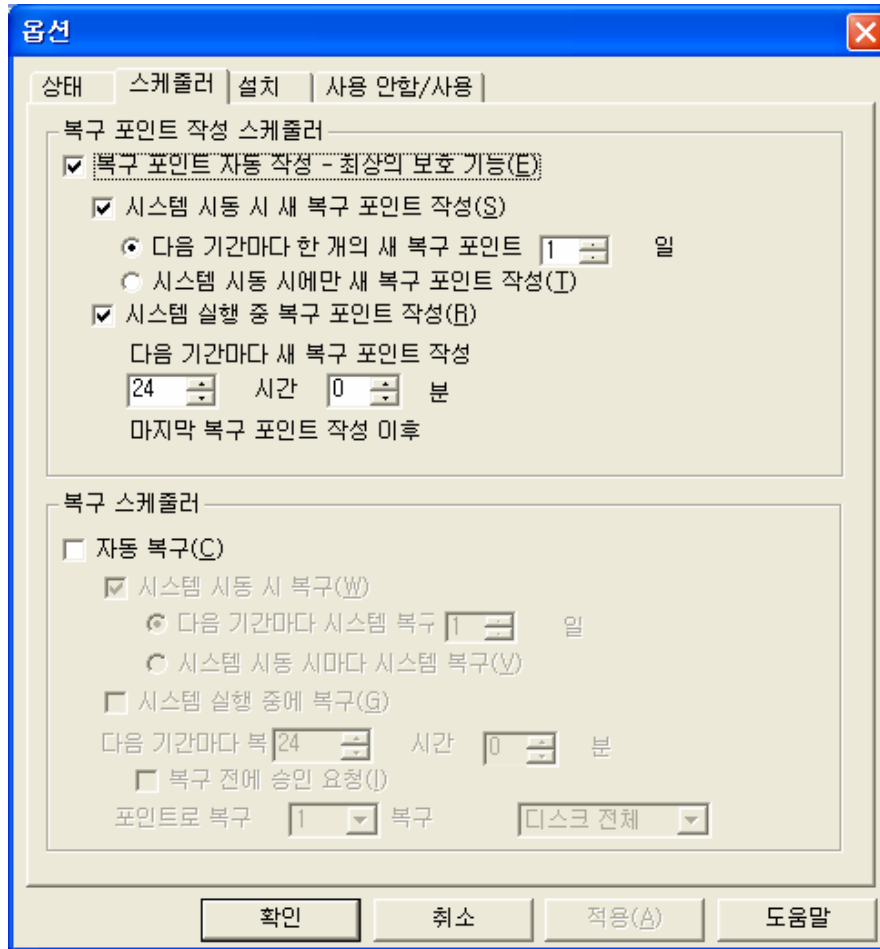 옵션
상태 스케줄러 설치 사용 안함/사용
복구 포인트 작성 스케줄러
복구 포인트 자동 작성 - 최상의 보호 기능(E)
시스템 시동 시 새 복구 포인트 작성(S)
다음 기간마다 한 개의 새 복구 포인트 1 일
시스템 시동 시에만 새 복구 포인트 작성(T)
시스템 실행 중 복구 포인트 작성(R)
다음 기간마다 새 복구 포인트 작성
24 시간 0 분
마지막 복구 포인트 작성 이후
복구 스케줄러
자동 복구(C)
시스템 시동 시 복구(W)
다음 기간마다 시스템 복구 1 일
시스템 시동 시마다 시스템 복구(V)
시스템 실행 중에 복구(G)
다음 기간마다 복 24 시간 0 분
복구 전에 승인 요청(I)
포인트로 복구 1 복구 디스크 전체
확인 취소 적용(A) 도움말